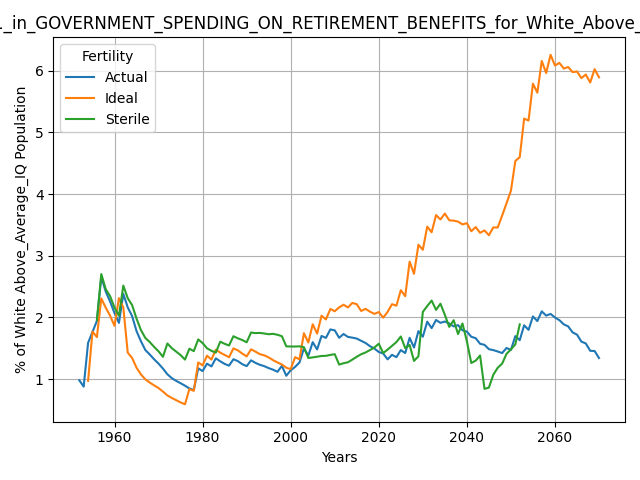 _in_GOVERNMENT_SPENDING_ON_RETIREMENT_BENEFITS_for_White_Above_
Fertility
Actual
Ideal
Sterile
% of White Above_Average_IQ Population
6
5
4
3
2
1
1960 1980 2000 2020 2040 2060
Years